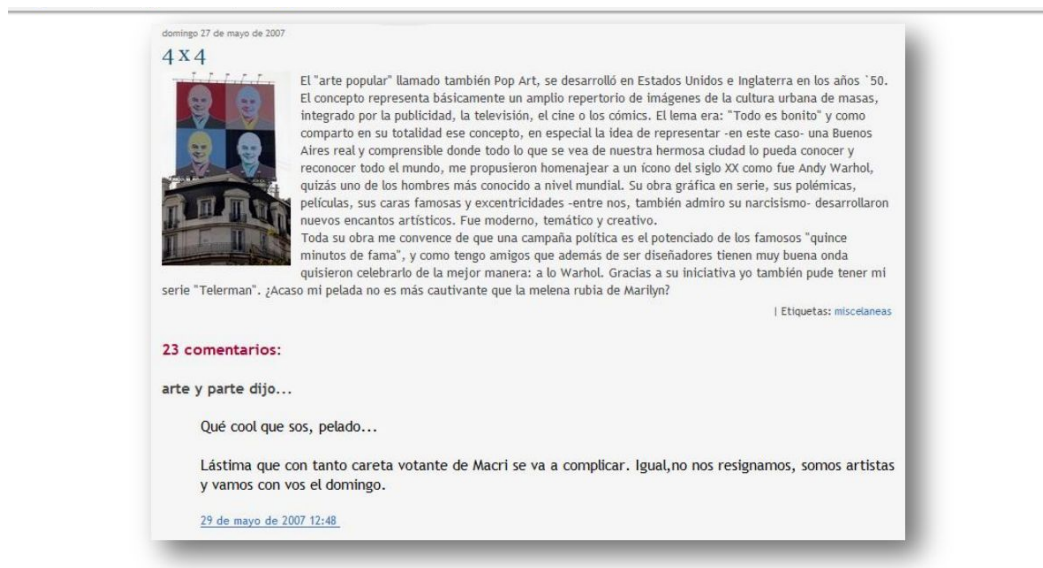 domingo 27 de mayo de 2007
4 x 4
El "arte popular" llamado también Pop Art, se desarrolló en Estados Unidos e Inglaterra en los años `50.
El concepto representa básicamente un amplio repertorio de imágenes de la cultura urbana de masas,
integrado por la publicidad, la televisión, el cine o los cómics. El lema era: "Todo es bonito" y como
comparto en su totalidad ese concepto, en especial la idea de representar -en este caso- una Buenos
Aires real y comprensible donde todo lo que se vea de nuestra hermosa ciudad lo pueda conocer y
reconocer todo el mundo, me propusieron homenajear a un ícono del siglo XX como fue Andy Warhol,
quizás uno de los hombres más conocido a nivel mundial. Su obra gráfica en serie, sus polémicas,
películas, sus caras famosas y excentricidades -entre nos, también admiro su narcisismo- desarrollaron
nuevos encantos artísticos. Fue moderno, temático y creativo.
Toda su obra me convence de que una campaña política es el potenciado de los famosos "quince
minutos de fama", y como tengo amigos que además de ser diseñadores tienen muy buena onda
quisieron celebrarlo de la mejor manera: a lo Warhol. Gracias a su iniciativa yo también pude tener mi
serie "Telerman". ¿Acaso mi pelada no es más cautivante que la melena rubia de Marilyn?
| Etiquetas: miscelaneas
23 comentarios:
arte y parte dijo...
Qué cool que sos, pelado...
Lástima que con tanto careta votante de Macri se va a complicar. Igual,no nos resignamos, somos artistas
y vamos con vos el domingo.
29 de mayo de 2007 12:48